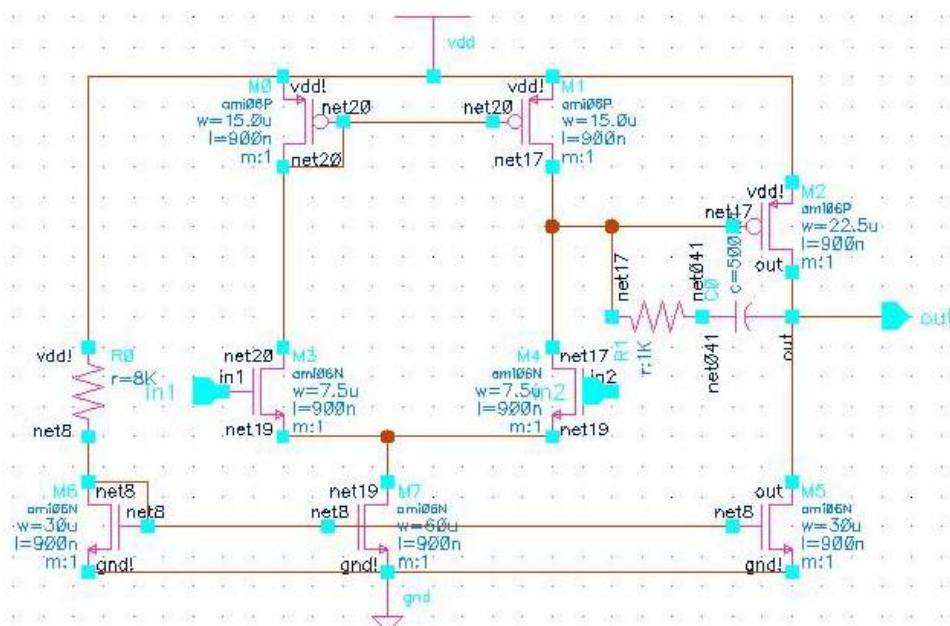 vdd
M0
vdd!
ami06P
w=15.0u
l=900n
m:1
net20
net20
M1
vdd!
net20
ami06P
w=15.0u
l=900n
m:1
net17
M2
vdd!
net17
ami06P
w=22.5u
l=900n
m:1
out
net17
R1
r:1K
net041
C0
net041
out
out
vdd!
R0
r=8K
net8
in1
in1
net20
M3
ami06N
w=7.5u
l=900n
m:1
net19
M4
net17
in2
in2
ami06N
w=7.5u
l=900n
m:1
net19
M6
net8
net8
ami06N
w=30u
l=900n
m:1
gnd!
net19
M7
net8
ami06N
w=60u
l=900n
m:1
gnd!
gnd
out
M5
net8
ami06N
w=30u
l=900n
m:1
gnd!